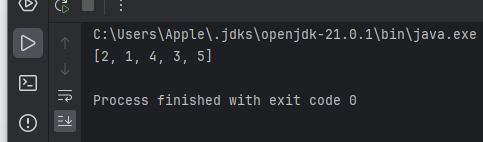 C:\Users\Apple\.jdks\openjdk-21.0.1\bin\java.exe
[2, 1, 4, 3, 5]
Process finished with exit code 0